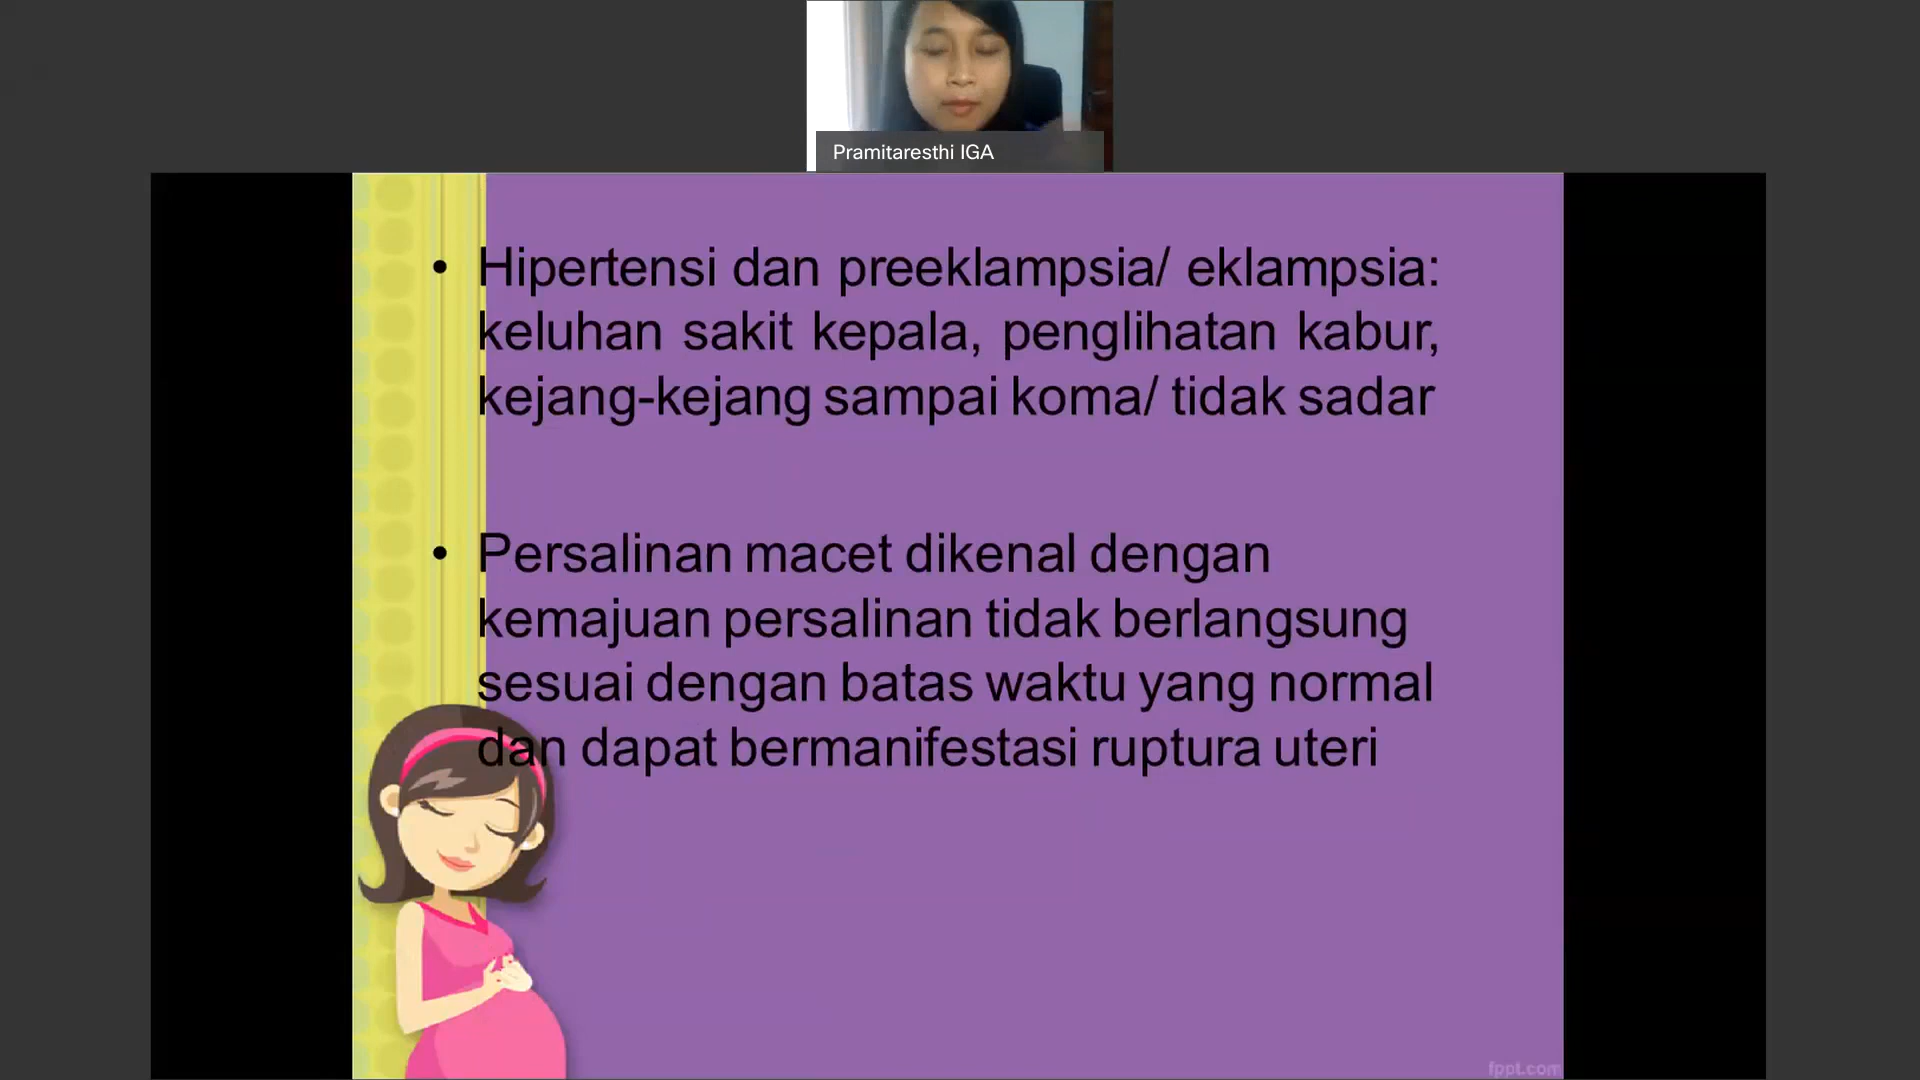 Pramitaresthi IGA
• Hipertensi dan preeklampsia/ eklampsia:
keluhan sakit kepala, penglihatan kabur,
kejang-kejang sampai koma/ tidak sadar
• Persalinan macet dikenal dengan
kemajuan persalinan tidak berlangsung
sesuai dengan batas waktu yang normal
dan dapat bermanifestasi ruptura uteri
fppt.com